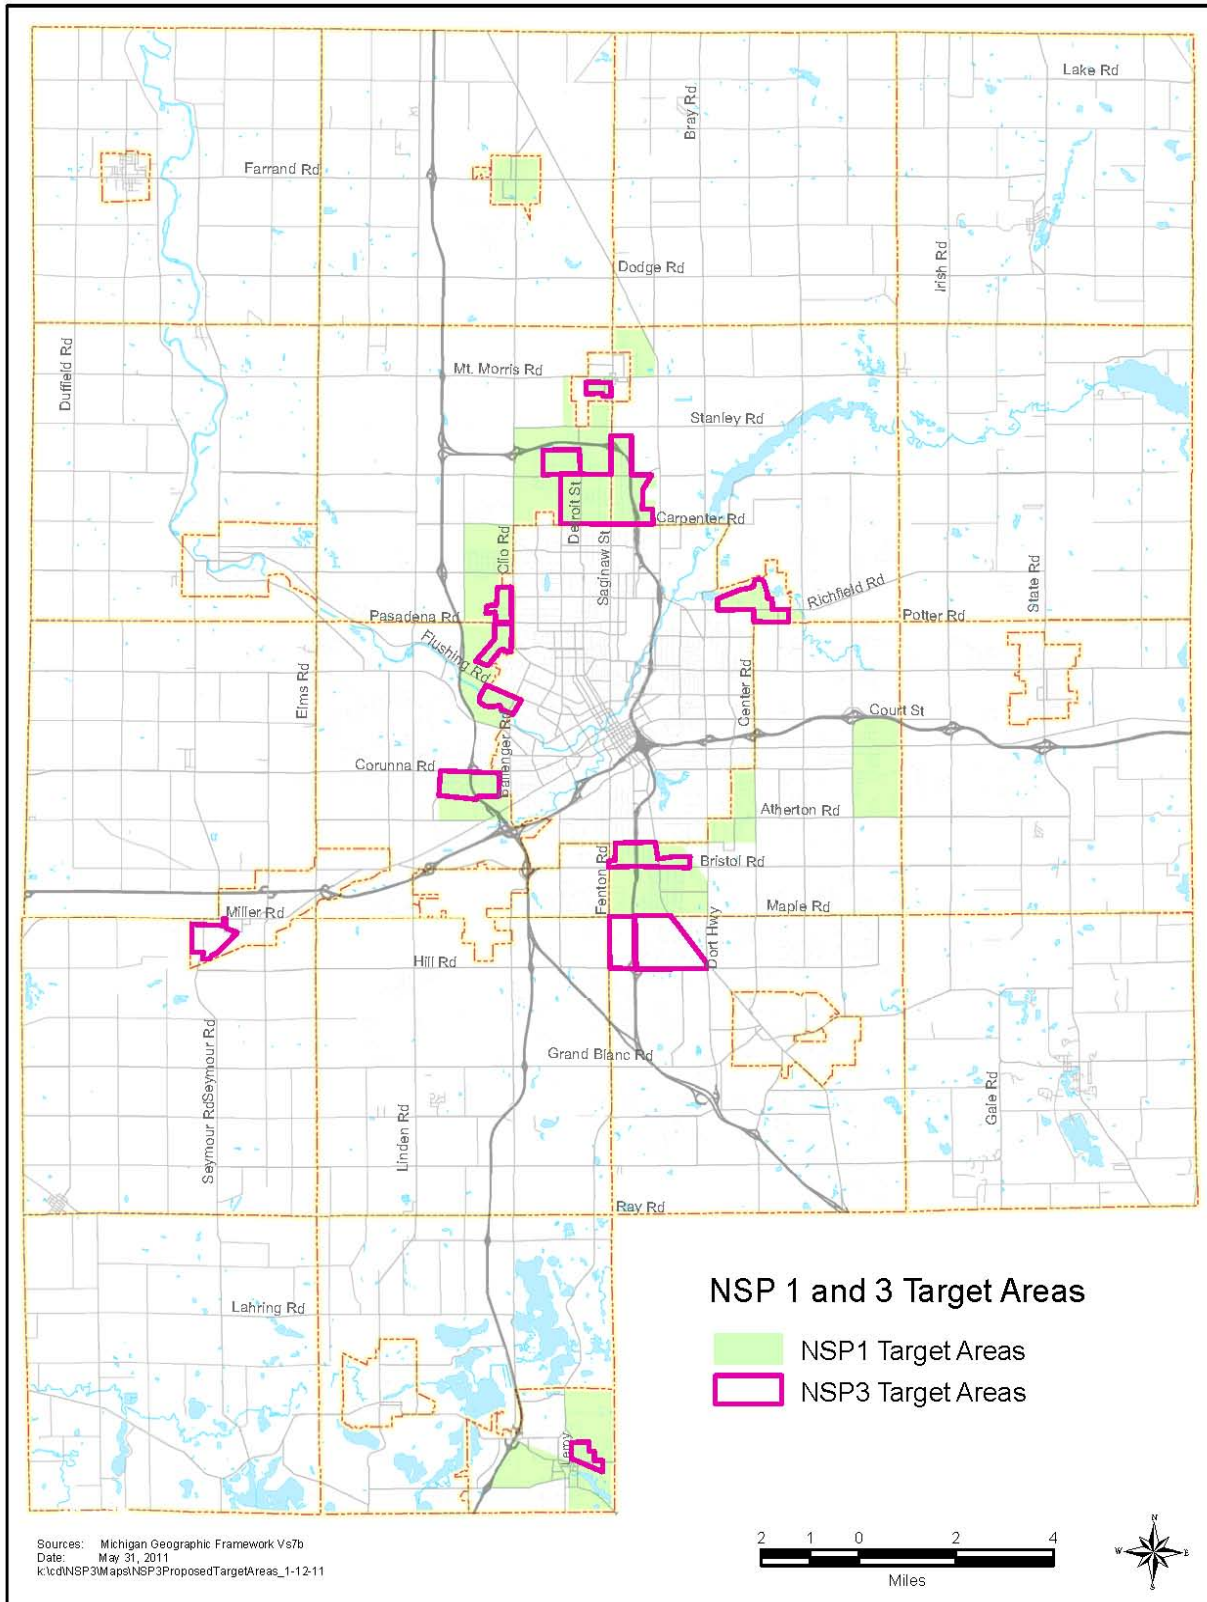 Lake Rd
Bray Rd
Farrand Rd
Irish Rd
Dodge Rd
Duffield Rd
Mt. Morris Rd
Stanley Rd
Detroit St
Carpenter Rd
Clio Rd
Saginaw St
State Rd
Richfield Rd
Pasadena Rd
Potter Rd
Flushing Rd
Elms Rd
Center Rd
Court St
Ballenger Rd
Corunna Rd
Atherton Rd
Fenton Rd
Bristol Rd
Miller Rd
Maple Rd
Dort Hwy
Hill Rd
Seymour Rd
Seymour Rd
Grand Blanc Rd
Gale Rd
Linden Rd
Ray Rd
NSP 1 and 3 Target Areas
Lahring Rd
NSP1 Target Areas
NSP3 Target Areas
Leroy
Sources: Michigan Geographic Framework Vs7b
Date: May 31, 2011
k:\cd\NSP3\Maps\NSP3ProposedTargetAreas_1-12-11
2 1 0 2 4
Miles
N
W E
S